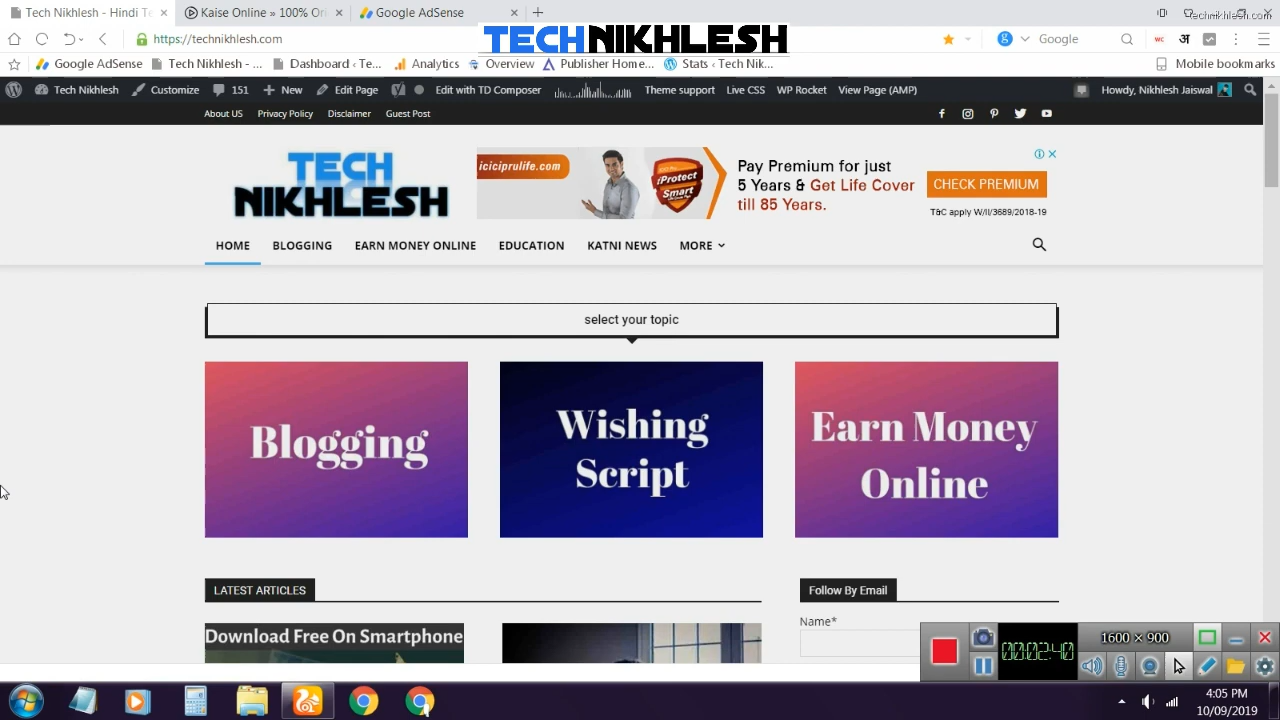 Tech Nikhlesh - Hindi Te
Kaise Online » 100% Ori
Google AdSense
Technikhlesh.com
https://technikhlesh.com
TECHNIKHLESH
Google
Google AdSense
Tech Nikhlesh - ...
Dashboard ‹ Te...
Analytics
Overview
Publisher Home...
Stats ‹ Tech Nik...
Mobile bookmarks
Tech Nikhlesh
Customize
151
New
Edit Page
Edit with TD Composer
Theme support
Live CSS
WP Rocket
View Page (AMP)
Howdy, Nikhlesh Jaiswal
About US
Privacy Policy
Disclaimer
Guest Post
TECH
NIKHLESH
iciciprulife.com
iProtect
Smart
Pay Premium for just
5 Years & Get Life Cover
till 85 Years.
CHECK PREMIUM
T&C apply W/II/3689/2018-19
HOME
BLOGGING
EARN MONEY ONLINE
EDUCATION
KATNI NEWS
MORE
select your topic
Blogging
Wishing
Script
Earn Money
Online
LATEST ARTICLES
Follow By Email
Name*
Download Free On Smartphone
00:02:40
1600 × 900
4:05 PM
10/09/2019